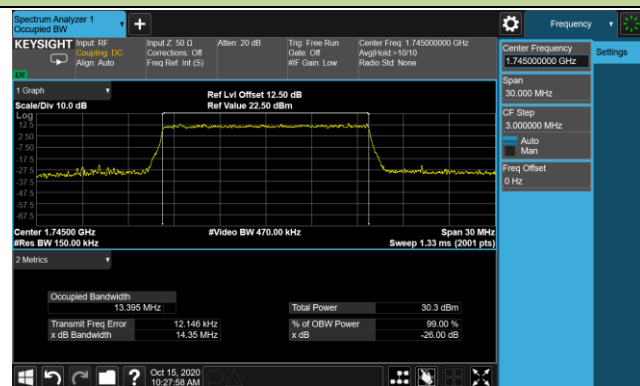 Spectrum Analyzer 1
Occupied BW
Frequency
KEYSIGHT
Input: RF
Coupling: DC
Align: Auto
Input Z: 50 Ω
Corrections: Off
Freq Ref: Int (S)
Atten: 20 dB
Trig: Free Run
Gate: Off
#IF Gain: Low
Center Freq: 1.745000000 GHz
Avg|Hold:>10/10
Radio Std: None
Center Frequency
1.745000000 GHz
Settings
Span
30.000 MHz
CF Step
3.000000 MHz
Auto
Man
Freq Offset
0 Hz
1 Graph
Scale/Div 10.0 dB
Ref Lvl Offset 12.50 dB
Ref Value 22.50 dBm
Log
12.5
2.50
-7.50
-17.5
-27.5
-37.5
-47.5
-57.5
-67.5
Center 1.74500 GHz
#Video BW 470.00 kHz
Span 30 MHz
#Res BW 150.00 kHz
Sweep 1.33 ms (2001 pts)
2 Metrics
Occupied Bandwidth
13.395 MHz
Total Power
30.3 dBm
Transmit Freq Error
12.146 kHz
% of OBW Power
99.00 %
x dB Bandwidth
14.35 MHz
x dB
-26.00 dB
?
Oct 15, 2020
10:27:58 AM